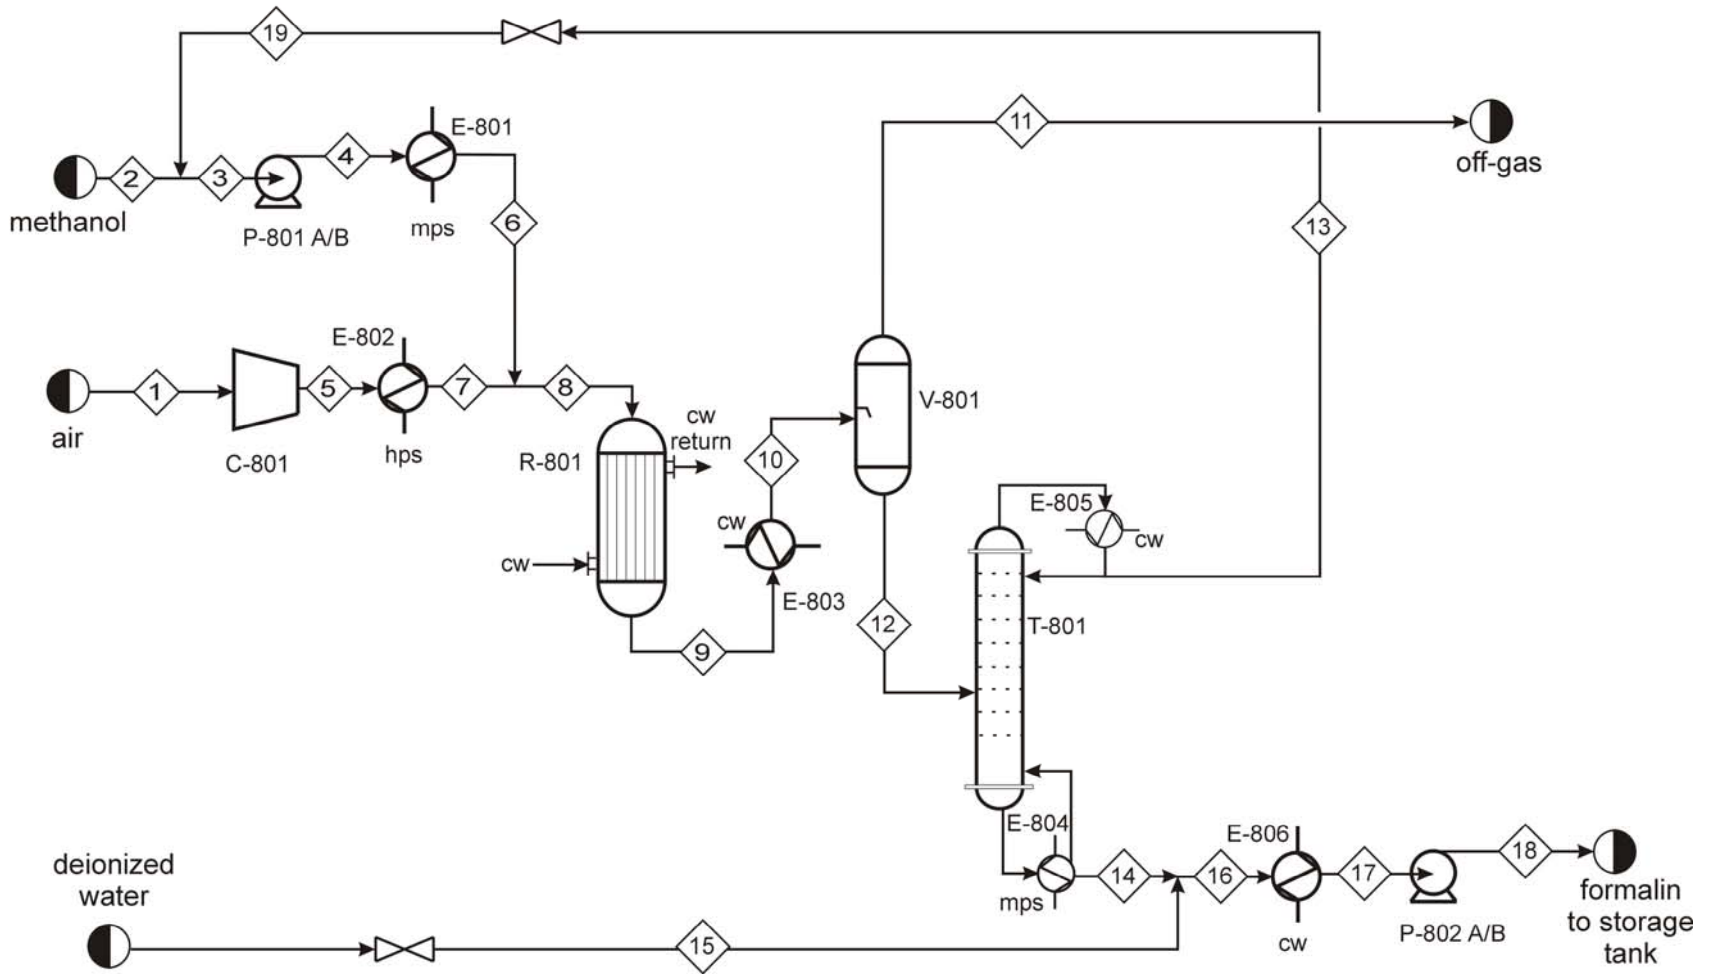 19
11
off-gas
E-801
2
3
4
methanol
P-801 A/B
mps
6
13
E-802
1
5
7
8
air
C-801
hps
R-801
cw
return
cw
10
V-801
cw
E-803
9
12
E-805
cw
T-801
E-804
mps
14
16
E-806
cw
17
P-802 A/B
18
formalin
to storage
tank
deionized
water
15